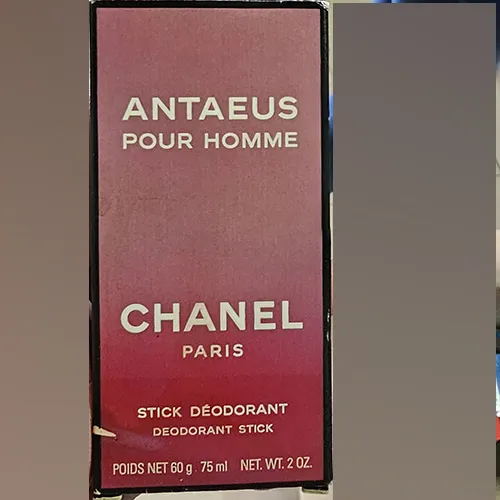 ANTAEUS
POUR HOMME
CHANEL
PARIS
STICK DÉODORANT
DEODORANT STICK
POIDS NET 60 g 75 ml NET. WT. 2 OZ.